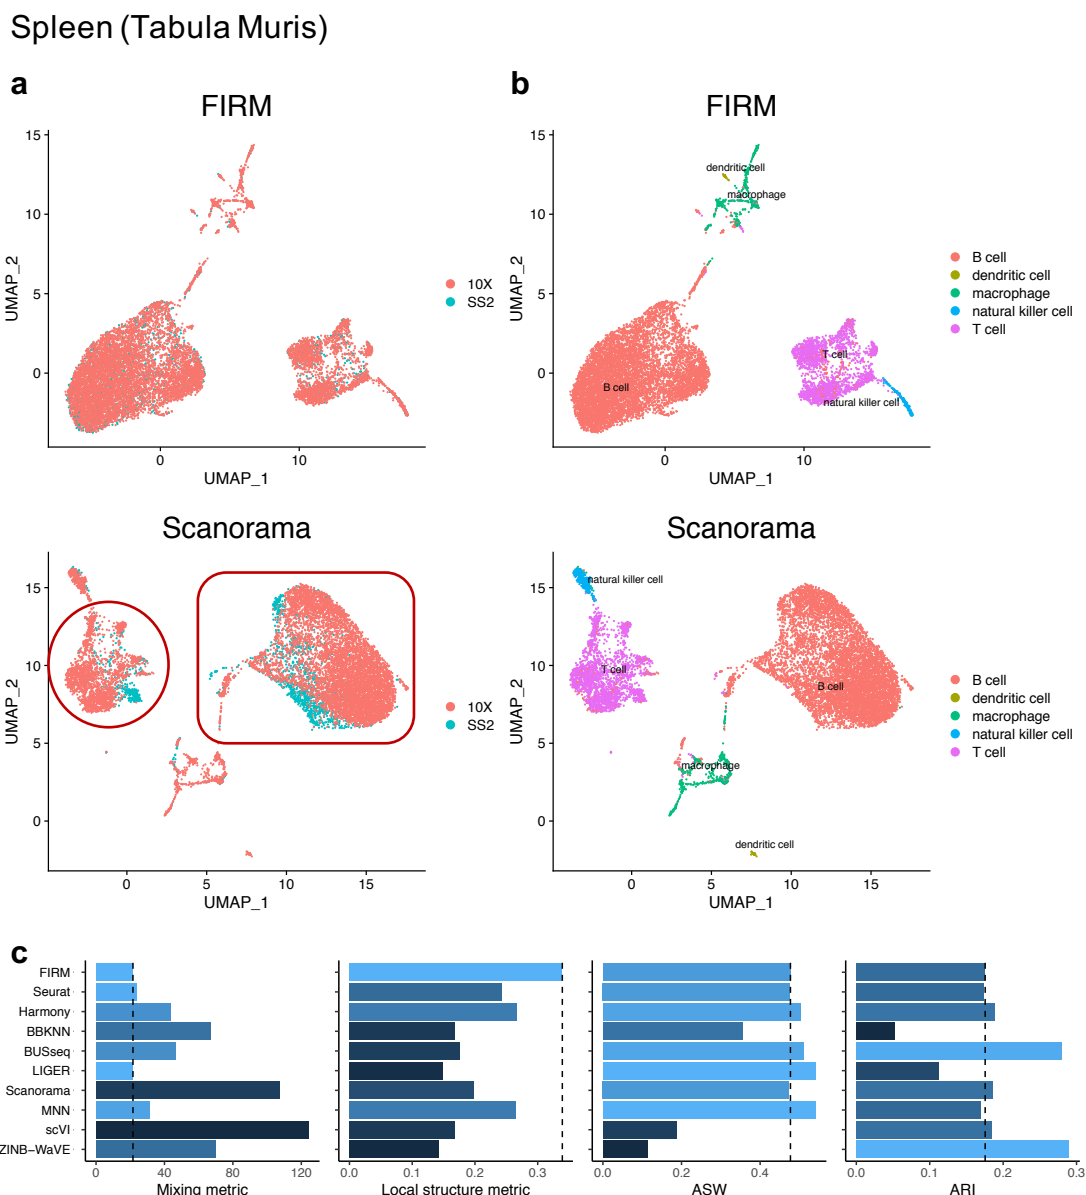 Spleen (Tabula Muris)
a
b
FIRM
FIRM
15
10
5
0
UMAP_2
0
10
UMAP_1
10X
SS2
15
10
5
0
UMAP_2
0
10
UMAP_1
dendritic cell
macrophage
T cell
B cell
natural killer cell
B cell
dendritic cell
macrophage
natural killer cell
T cell
Scanorama
Scanorama
15
10
5
0
UMAP_2
0
5
10
15
UMAP_1
10X
SS2
15
10
5
0
UMAP_2
0
5
10
15
UMAP_1
natural killer cell
T cell
B cell
macrophage
dendritic cell
B cell
dendritic cell
macrophage
natural killer cell
T cell
c
FIRM
Seurat
Harmony
BBKNN
BUSseq
LIGER
Scanorama
MNN
scVI
ZINB-WaVE
0
40
80
120
Mixing metric
0.0
0.1
0.2
0.3
Local structure metric
0.0
0.2
0.4
ASW
0.0
0.1
0.2
0.3
ARI